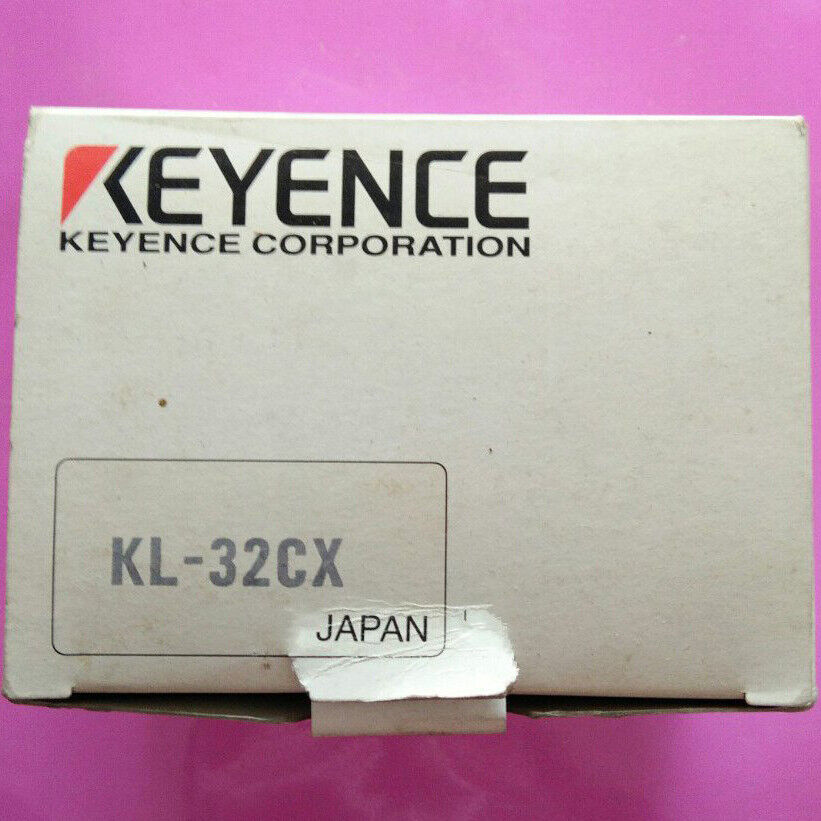 KEYENCE
KEYENCE CORPORATION
KL-32CX
JAPAN